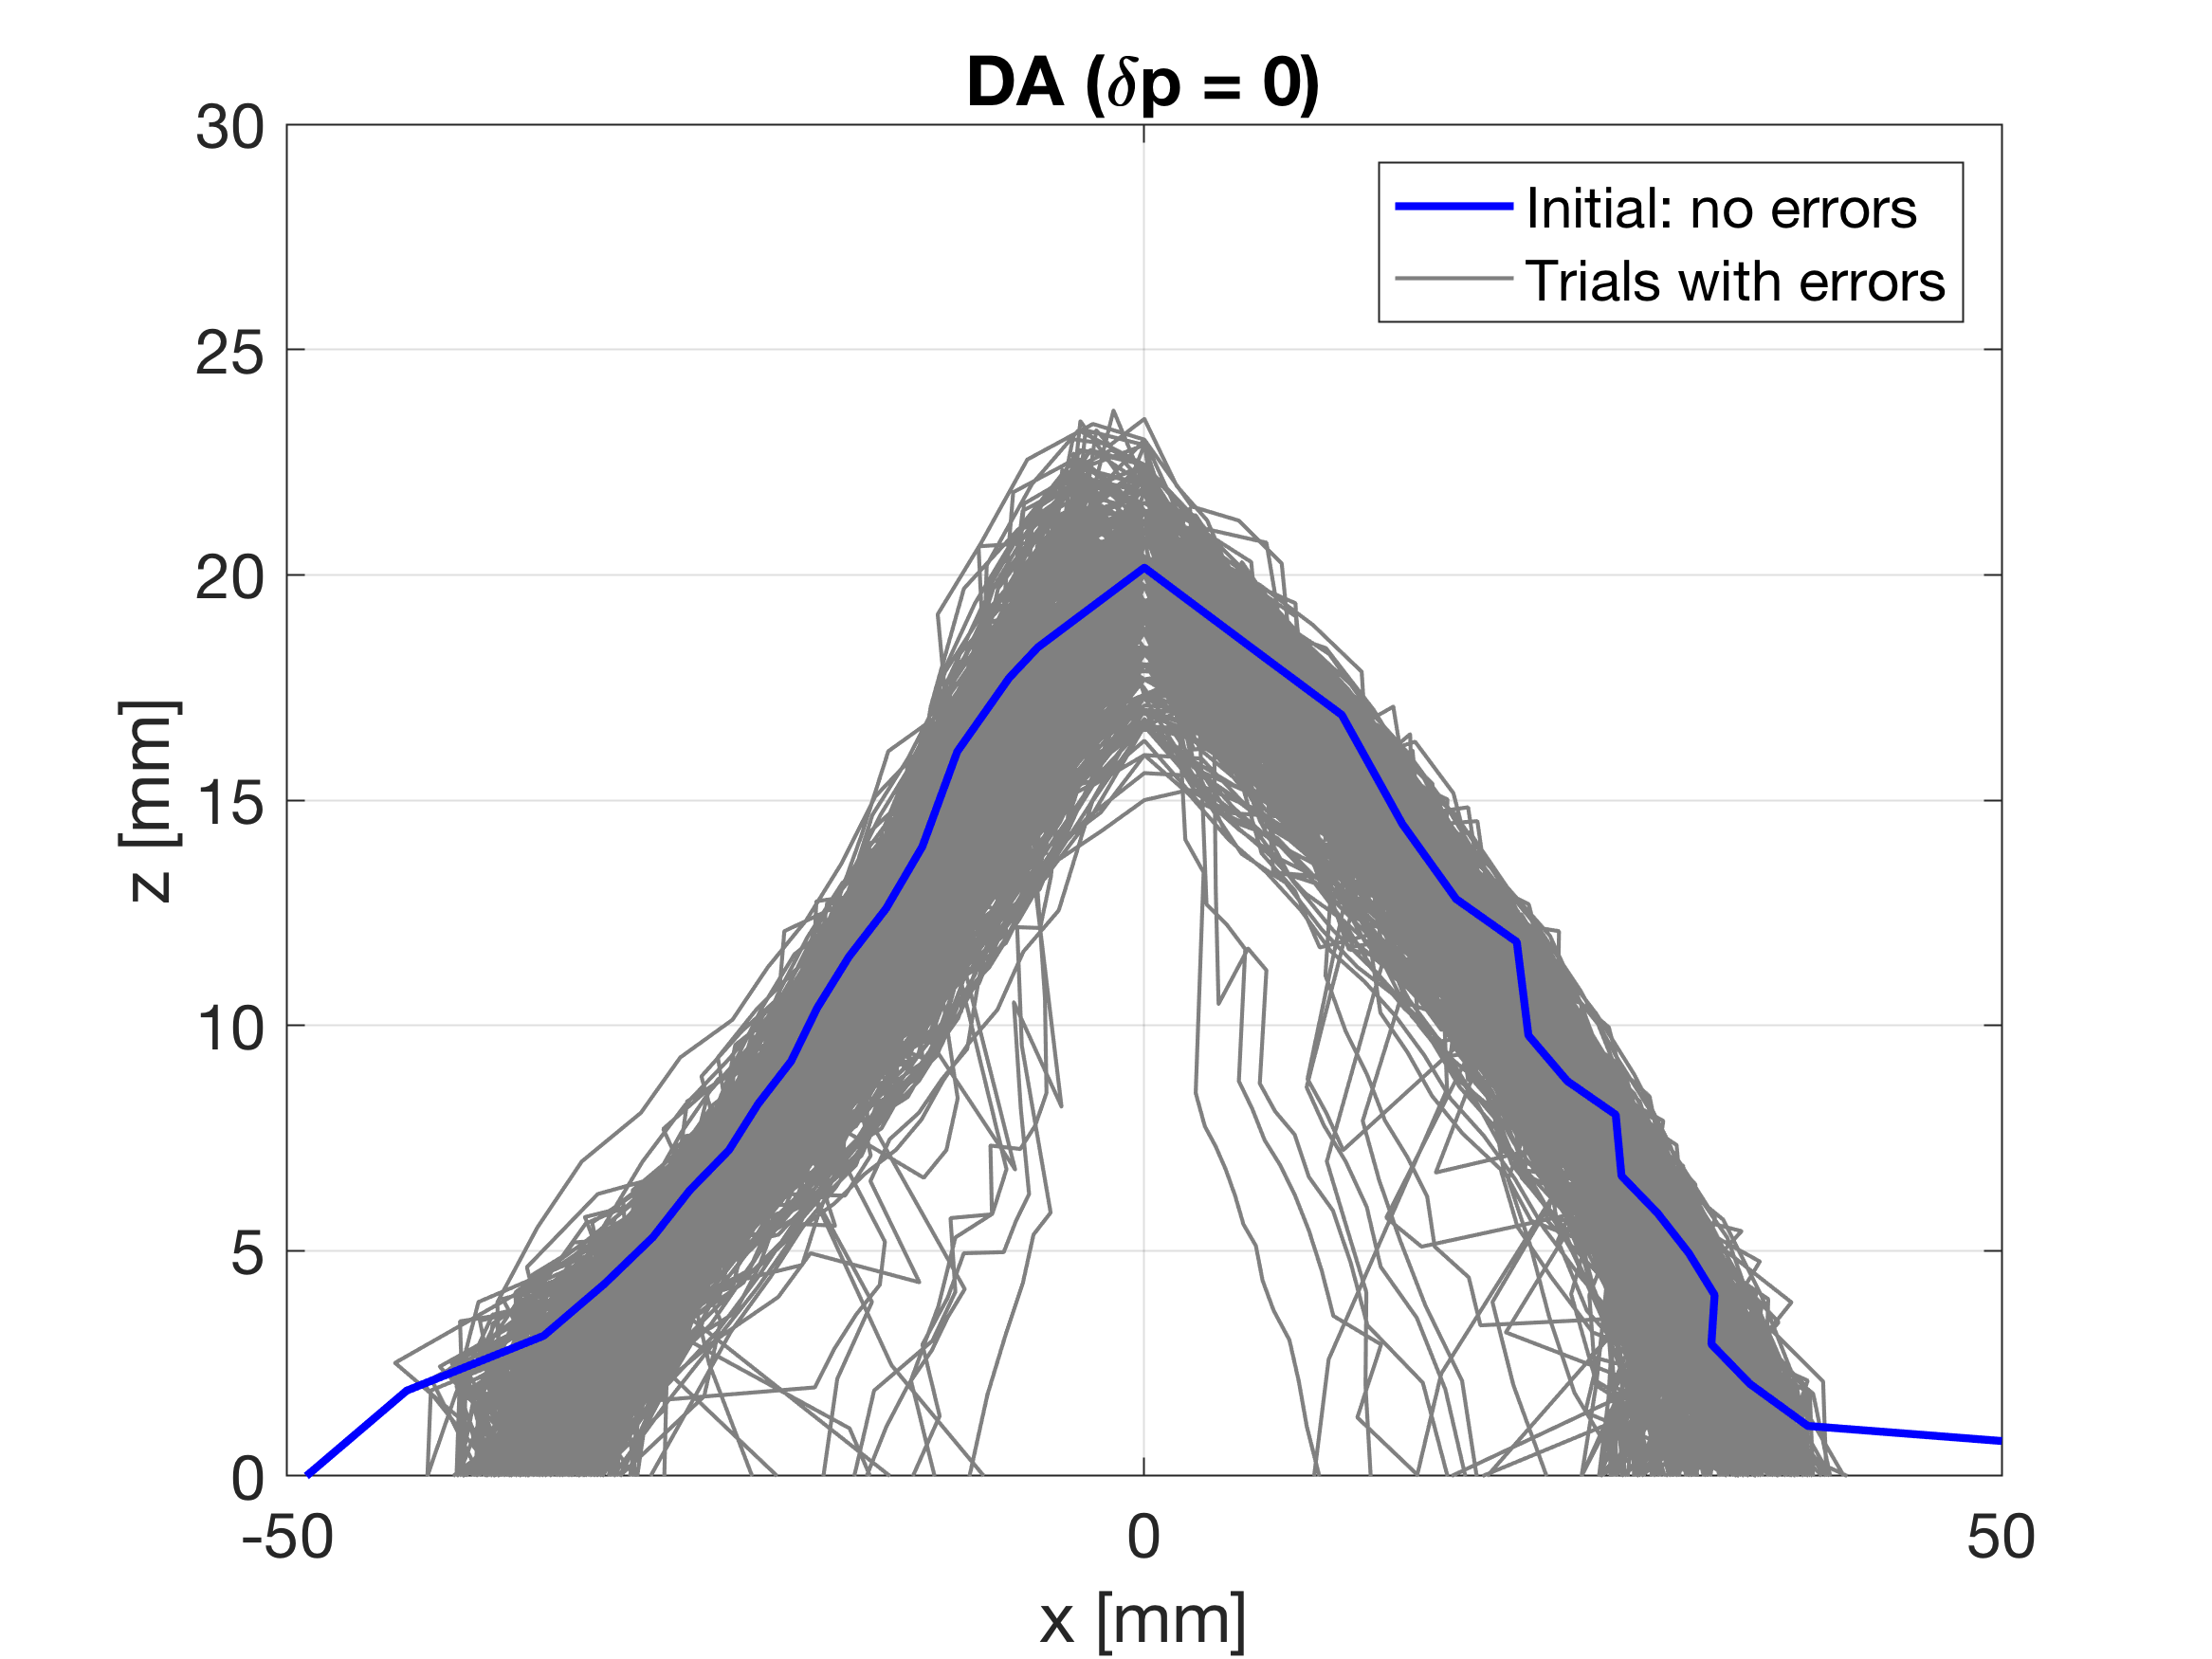 DA (δp = 0)
30
25
20
15
10
5
0
-50
0
50
z [mm]
x [mm]
Initial: no errors
Trials with errors